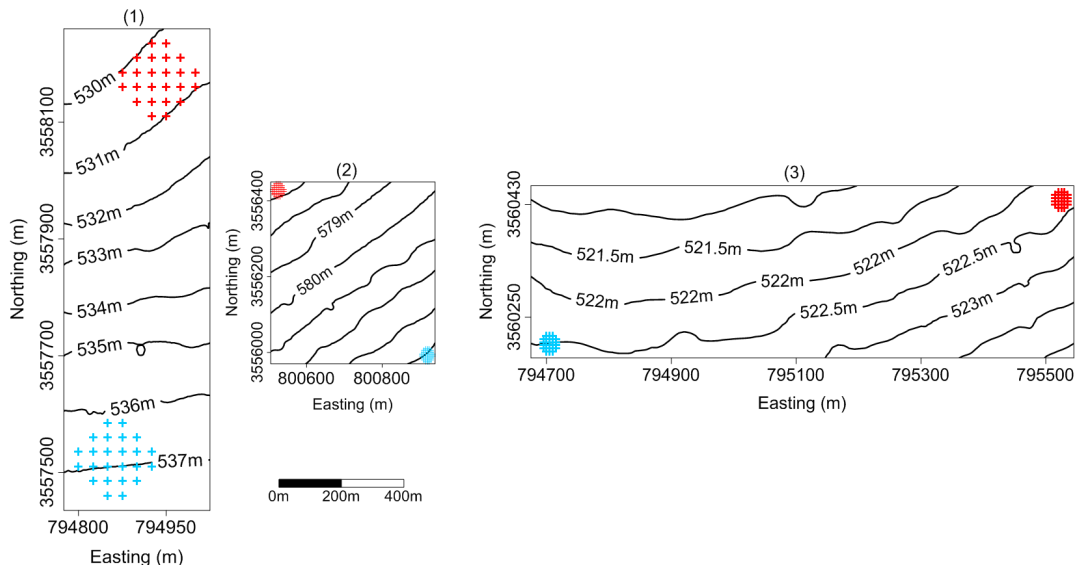 (1)
530m
531m
532m
533m
534m
535m
536m
537m
3558100
3557900
3557700
3557500
Northing (m)
794800 794950
Easting (m)
(2)
579m
580m
3556400
3556200
3556000
Northing (m)
800600 800800
Easting (m)
0m 200m 400m
(3)
521.5m 521.5m
522m 522m 522m 522m
522.5m 522.5m
523m
3560430
3560250
Northing (m)
794700 794900 795100 795300 795500
Easting (m)